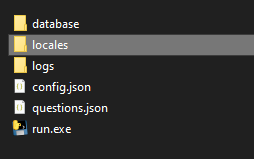 database
locales
logs
config.json
questions.json
run.exe